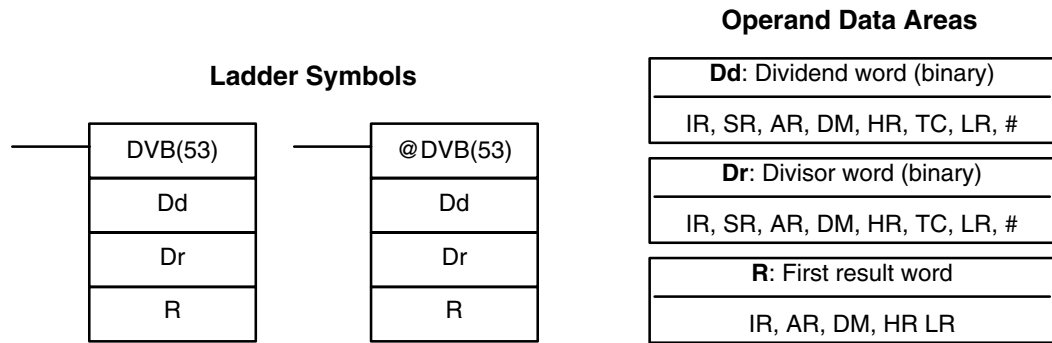 Ladder Symbols
DVB(53)
Dd
Dr
R
@DVB(53)
Dd
Dr
R
Operand Data Areas
Dd: Dividend word (binary)
IR, SR, AR, DM, HR, TC, LR, #
Dr: Divisor word (binary)
IR, SR, AR, DM, HR, TC, LR, #
R: First result word
IR, AR, DM, HR LR